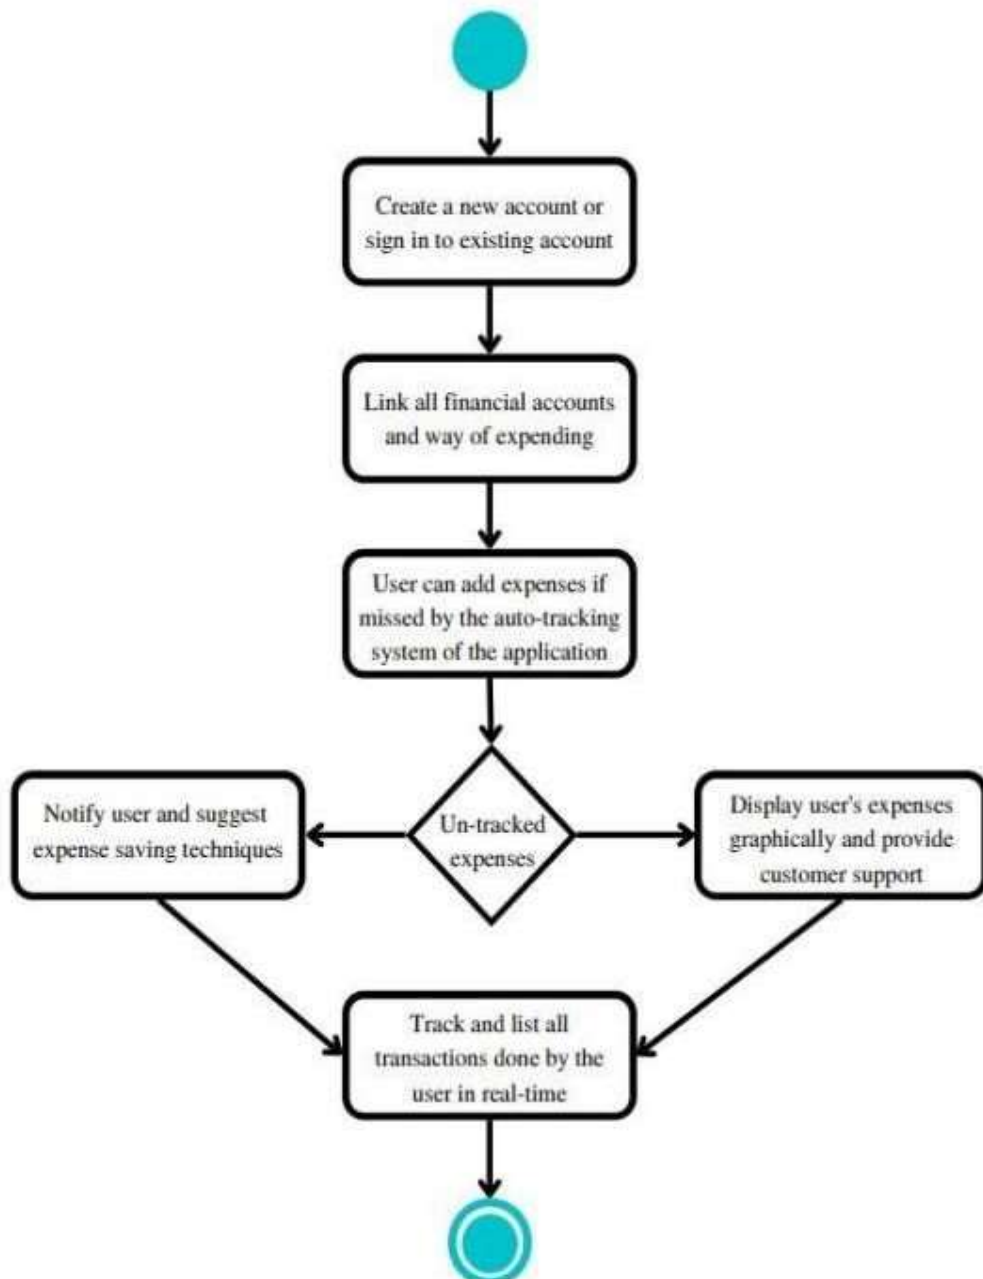 Create a new account or
sign in to existing account
Link all financial accounts
and way of expending
User can add expenses if
missed by the auto-tracking
system of the application
Notify user and suggest
expense saving techniques
Un-tracked
expenses
Display user's expenses
graphically and provide
customer support
Track and list all
transactions done by the
user in real-time